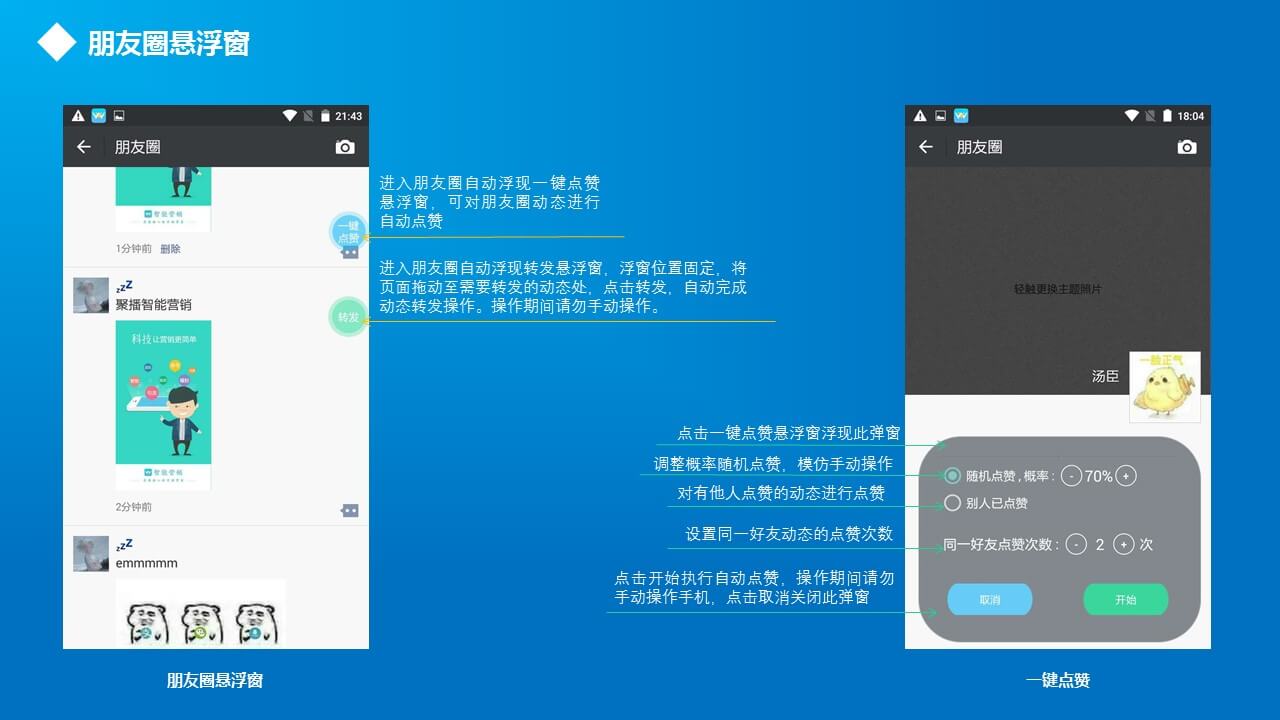 朋友圈悬浮窗
21:43
朋友圈
智能营销
1分钟前 删除
一键
点赞
zzZ
聚播智能营销
科技让营销更简单
智能营销
转发
2分钟前
zzZ
emmmmm
进入朋友圈自动浮现一键点赞
悬浮窗，可对朋友圈动态进行
自动点赞
进入朋友圈自动浮现转发悬浮窗，浮窗位置固定，将
页面拖动至需要转发的动态处，点击转发，自动完成
动态转发操作。操作期间请勿手动操作。
点击一键点赞悬浮窗浮现此弹窗
调整概率随机点赞，模仿手动操作
对有他人点赞的动态进行点赞
设置同一好友动态的点赞次数
点击开始执行自动点赞，操作期间请勿
手动操作手机，点击取消关闭此弹窗
18:04
朋友圈
轻触更换主题照片
汤臣
一脸正气
随机点赞，概率： - 70% +
别人已点赞
同一好友点赞次数： - 2 + 次
取消 开始
朋友圈悬浮窗
一键点赞